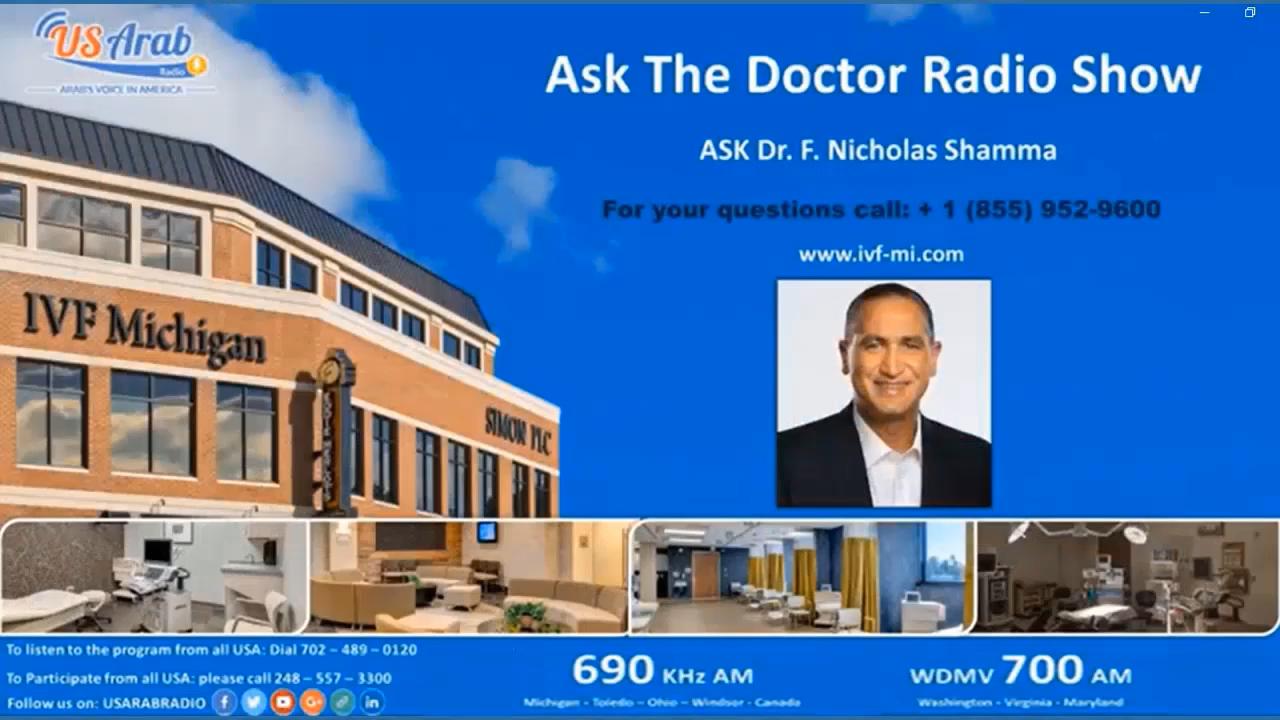 US Arab
Radio
ARAB'S VOICE IN AMERICA
Ask The Doctor Radio Show
ASK Dr. F. Nicholas Shamma
For your questions call: + 1 (855) 952-9600
www.ivf-mi.com
IVF Michigan
SIMON PLC
To listen to the program from all USA: Dial 702 – 489 – 0120
To Participate from all USA: please call 248 – 557 – 3300
Follow us on: USARABRADIO
690 KHz AM
Michigan - Toledo - Ohio - Windsor - Canada
WDMV 700 AM
Washington - Virginia - Maryland